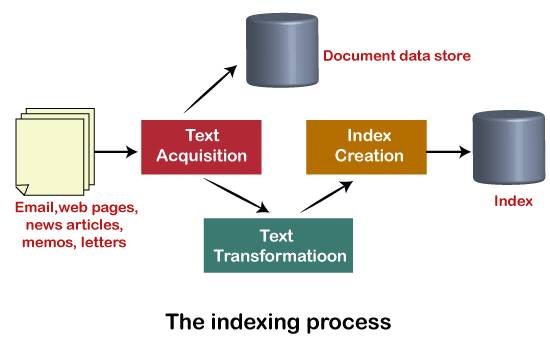 Document data store
Text
Acquisition
Index
Creation
Email,web pages,
news articles,
memos, letters
Index
Text
Transformatioon
The indexing process